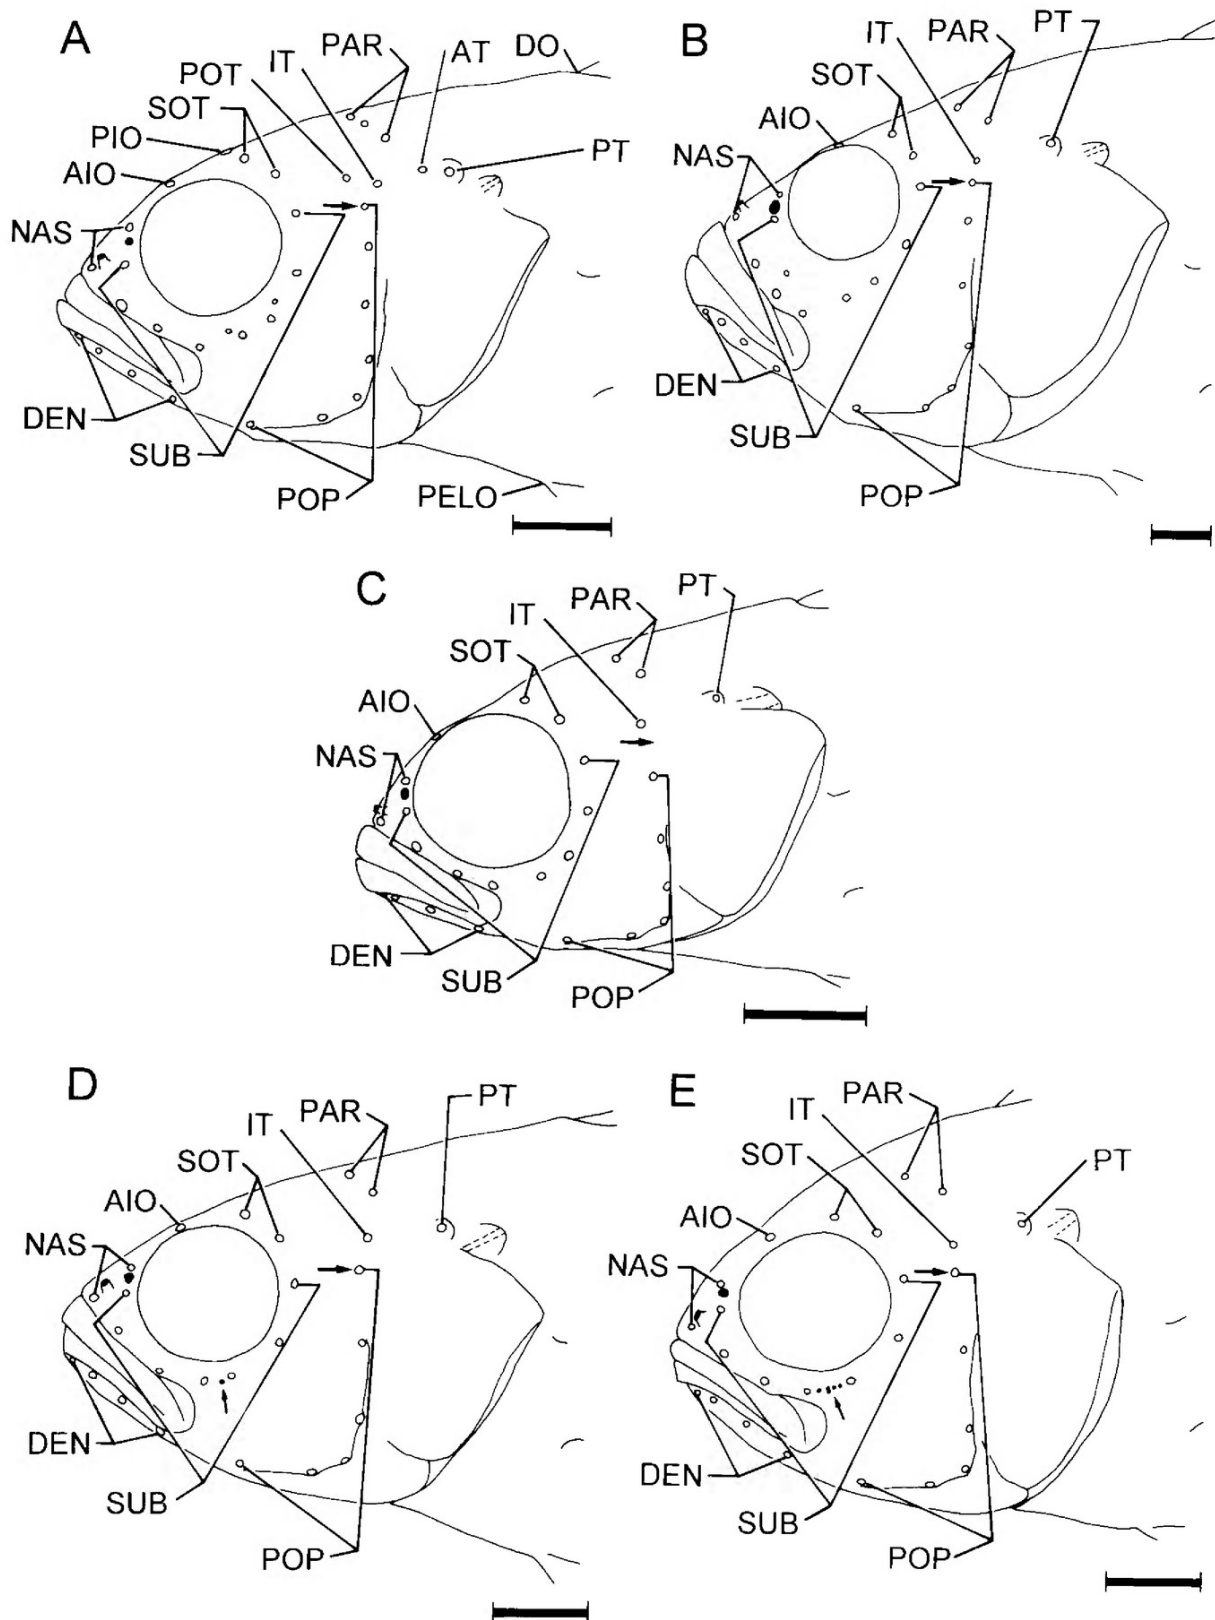 A
PAR
AT
DO
IT
POT
SOT
PIO
AIO
PT
NAS
DEN
SUB
POP
PELO
B
PT
IT
PAR
SOT
AIO
NAS
DEN
SUB
POP
C
PT
PAR
IT
SOT
AIO
NAS
DEN
SUB
POP
D
PT
PAR
IT
SOT
AIO
NAS
DEN
SUB
POP
E
PAR
IT
SOT
PT
AIO
NAS
DEN
SUB
POP